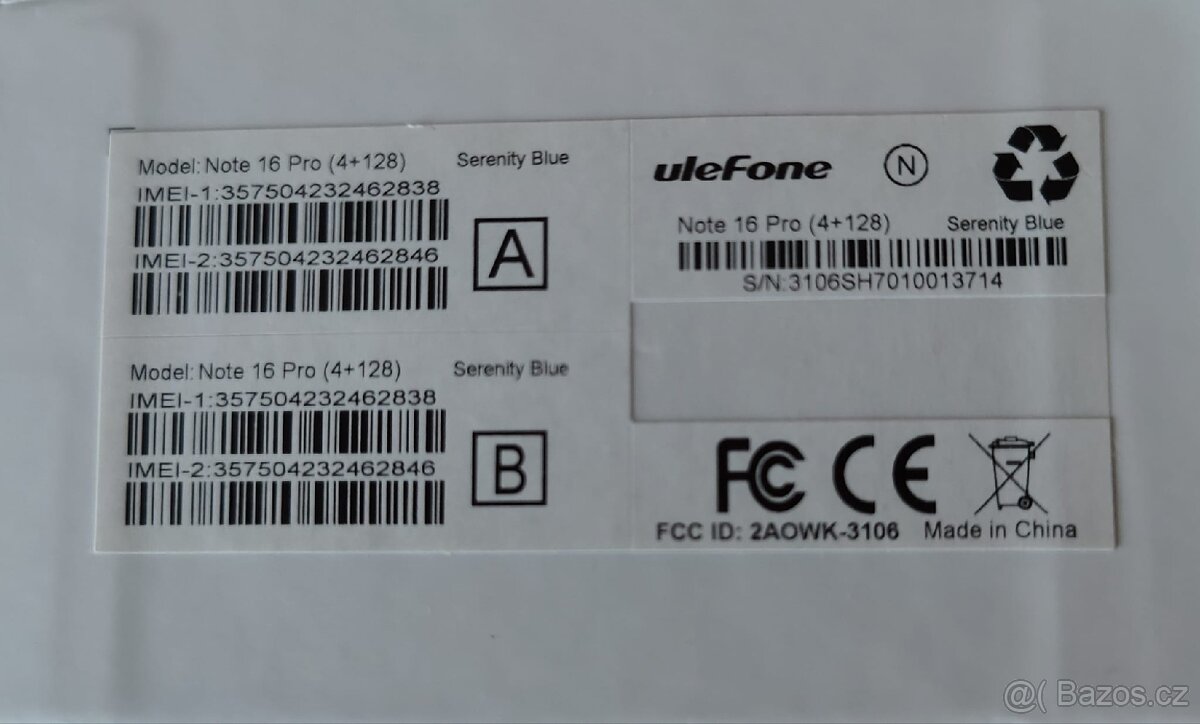 Model: Note 16 Pro (4+128) Serenity Blue
IMEI-1:357504232462838
IMEI-2:357504232462846
A
Model: Note 16 Pro (4+128) Serenity Blue
IMEI-1:357504232462838
IMEI-2:357504232462846
B
uleFone N
Note 16 Pro (4+128) Serenity Blue
S/N:3106SH7010013714
FC CE
FCC ID: 2AOWK-3106 Made in China
@( Bazos.cz